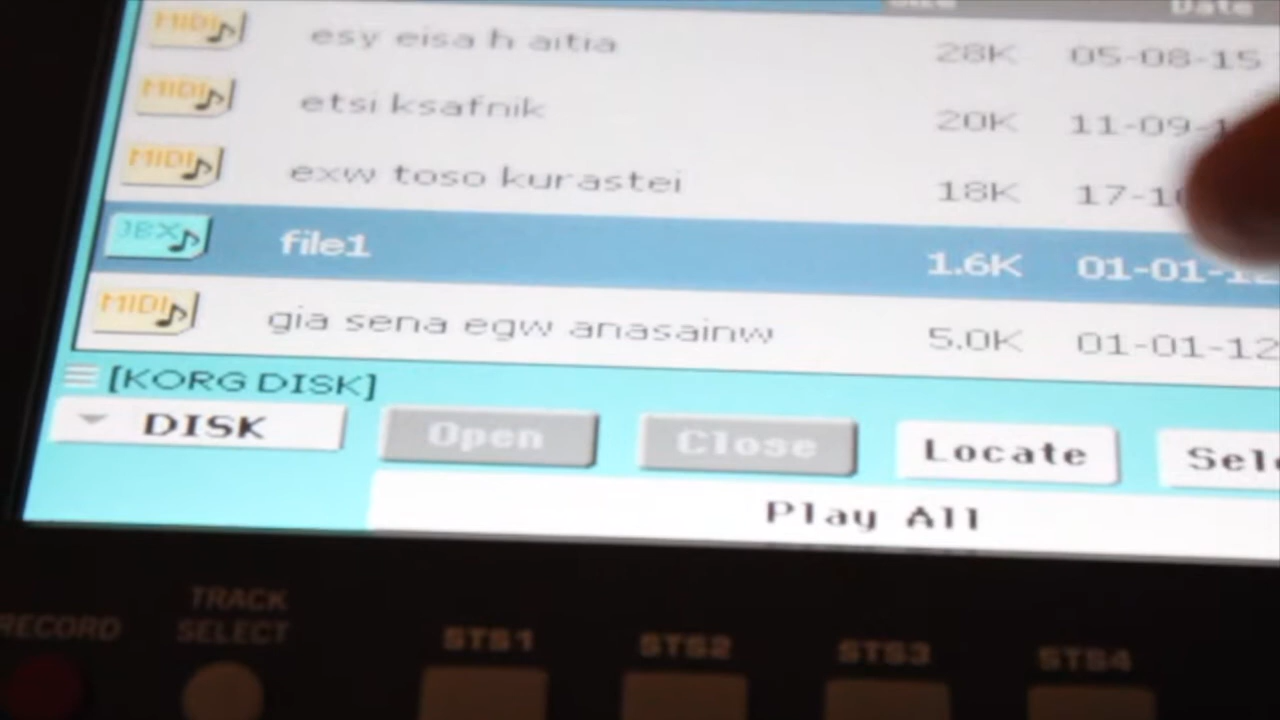 Size Date
MIDI esy eisa h aitia 28K 05-08-15
MIDI etsi ksafnik 20K 11-09-1
MIDI exw toso kurastei 18K 17-10
JBX file1 1.6K 01-01-12
MIDI gia sena egw anasainw 5.0K 01-01-12
[KORG DISK]
DISK Open Close Locate Sele
Play All
RECORD TRACK SELECT STS1 STS2 STS3 STS4